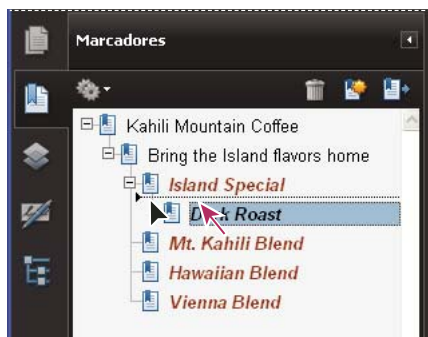 Marcadores
Kahili Mountain Coffee
Bring the Island flavors home
Island Special
Dark Roast
Mt. Kahili Blend
Hawaiian Blend
Vienna Blend